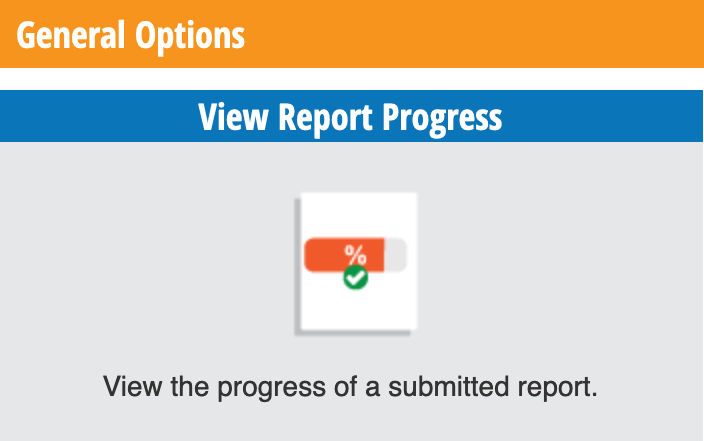 General Options
View Report Progress
%
View the progress of a submitted report.